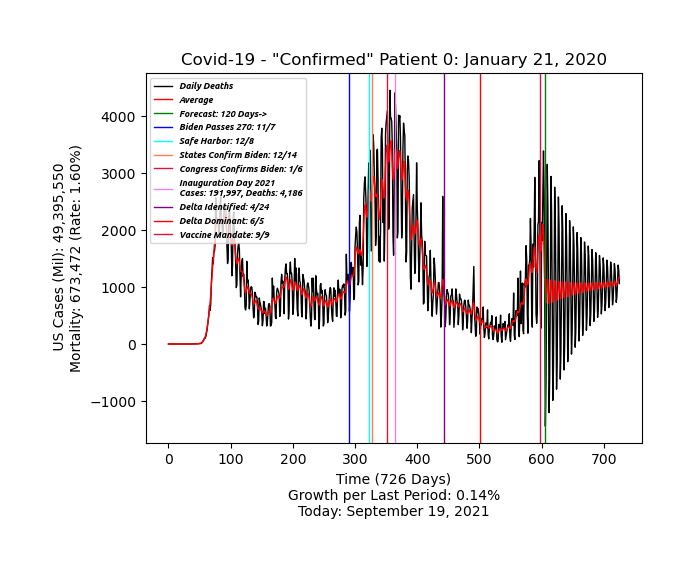 Covid-19 - "Confirmed" Patient 0: January 21, 2020
US Cases (Mil): 49,395,550
Mortality: 673,472 (Rate: 1.60%)
4000
3000
2000
1000
0
−1000
Daily Deaths
Average
Forecast: 120 Days->
Biden Passes 270: 11/7
Safe Harbor: 12/8
States Confirm Biden: 12/14
Congress Confirms Biden: 1/6
Inauguration Day 2021
Cases: 191,997, Deaths: 4,186
Delta Identified: 4/24
Delta Dominant: 6/5
Vaccine Mandate: 9/9
0 100 200 300 400 500 600 700
Time (726 Days)
Growth per Last Period: 0.14%
Today: September 19, 2021